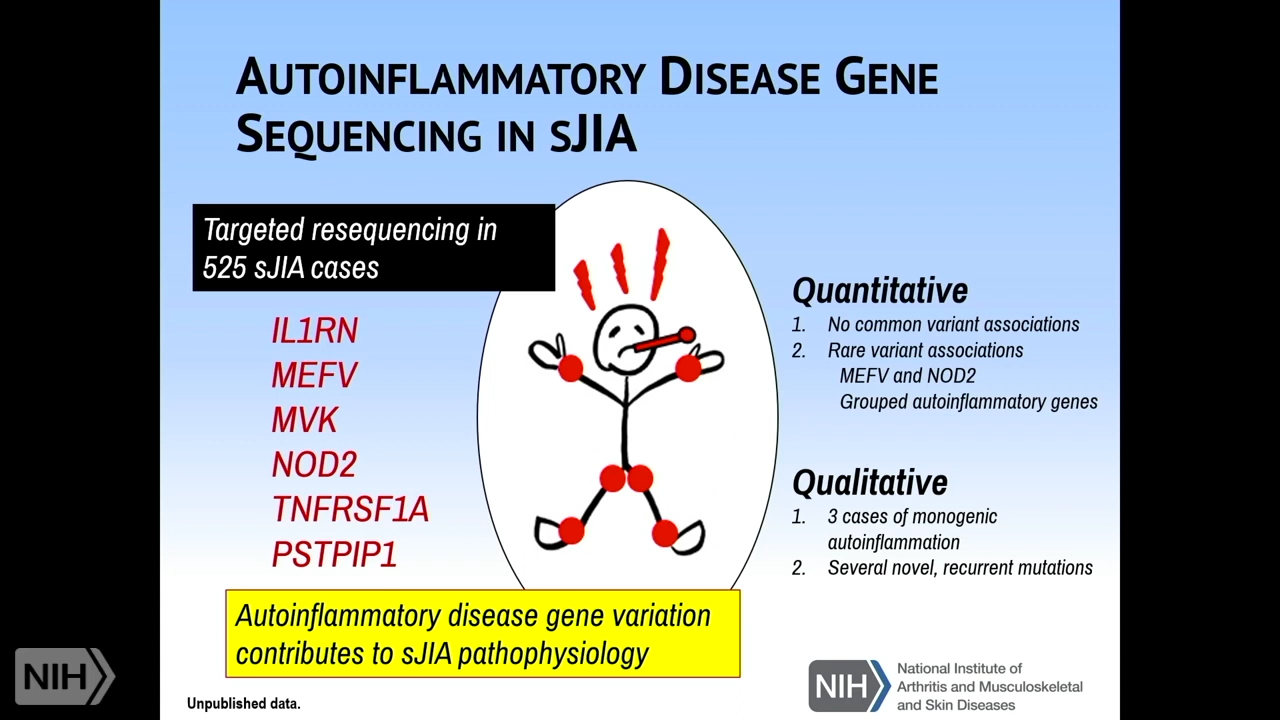 AUTOINFLAMMATORY DISEASE GENE
SEQUENCING IN SJIA
Targeted resequencing in
525 sJIA cases
IL1RN
MEFV
MVK
NOD2
TNFRSF1A
PSTPIP1
Quantitative
1. No common variant associations
2. Rare variant associations
MEFV and NOD2
Grouped autoinflammatory genes
Qualitative
1. 3 cases of monogenic
autoinflammation
2. Several novel, recurrent mutations
Autoinflammatory disease gene variation
contributes to sJIA pathophysiology
Unpublished data.
NIH
National Institute of
Arthritis and Musculoskeletal
and Skin Diseases
NIH